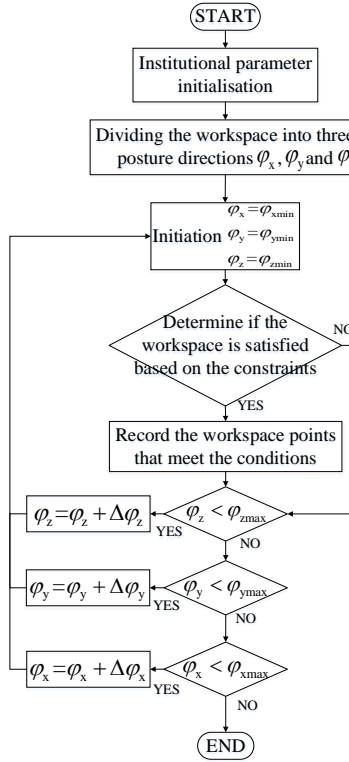 START
Institutional parameter
initialisation
Dividing the workspace into three
posture directions φx, φy and φ
Initiation
φx=φxmin
φy=φymin
φz=φzmin
Determine if the
workspace is satisfied
based on the constraints
NO
YES
Record the workspace points
that meet the conditions
φz=φz + Δφz
YES
φz < φzmax
NO
φy=φy + Δφy
YES
φy < φymax
NO
φx=φx + Δφx
YES
φx < φxmax
NO
END